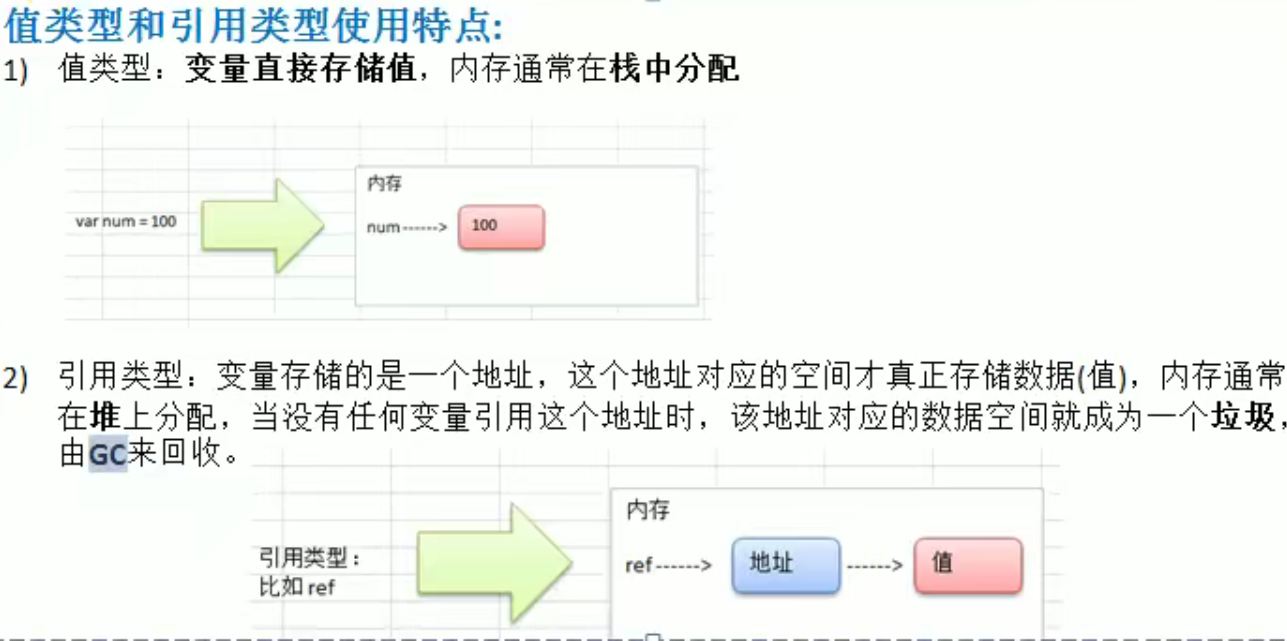 值类型和引用类型使用特点:
1) 值类型：变量直接存储值，内存通常在栈中分配
内存
var num = 100
num ------> 100
2) 引用类型：变量存储的是一个地址，这个地址对应的空间才真正存储数据(值)，内存通常
在堆上分配，当没有任何变量引用这个地址时，该地址对应的数据空间就成为一个垃圾，
由GC来回收。
内存
引用类型：
比如 ref
ref ------> 地址 ------> 值